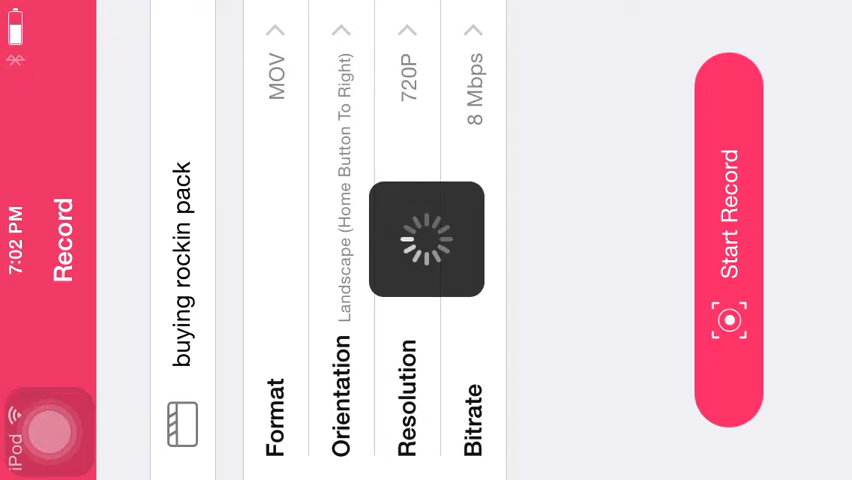 iPod 7:02 PM
Record
buying rockin pack
Format MOV
Orientation Landscape (Home Button To Right)
Resolution 720P
Bitrate 8 Mbps
Start Record